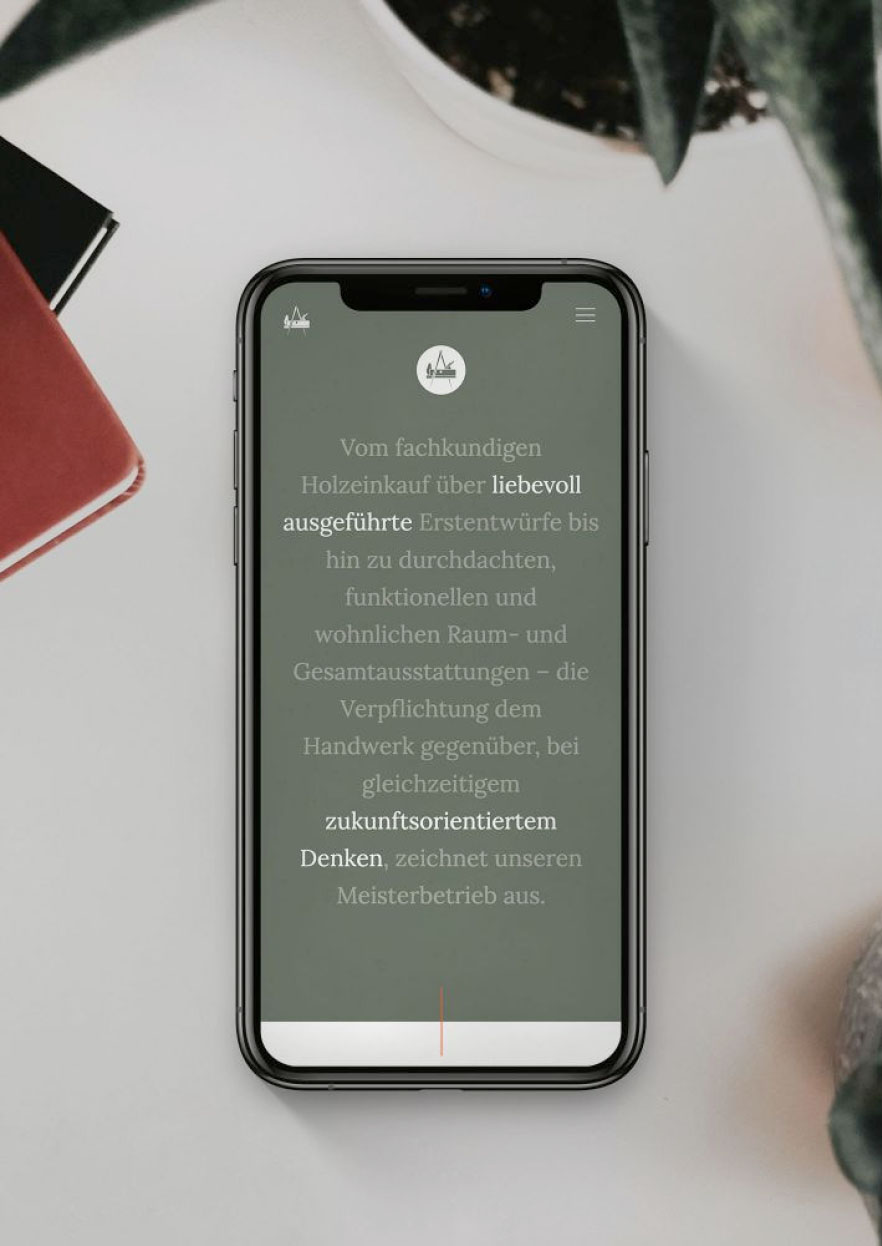 Vom fachkundigen
Holzeinkauf über liebevoll
ausgeführte Erstentwürfe bis
hin zu durchdachten,
funktionellen und
wohnlichen Raum- und
Gesamtausstattungen – die
Verpflichtung dem
Handwerk gegenüber, bei
gleichzeitigem
zukunftsorientiertem
Denken, zeichnet unseren
Meisterbetrieb aus.